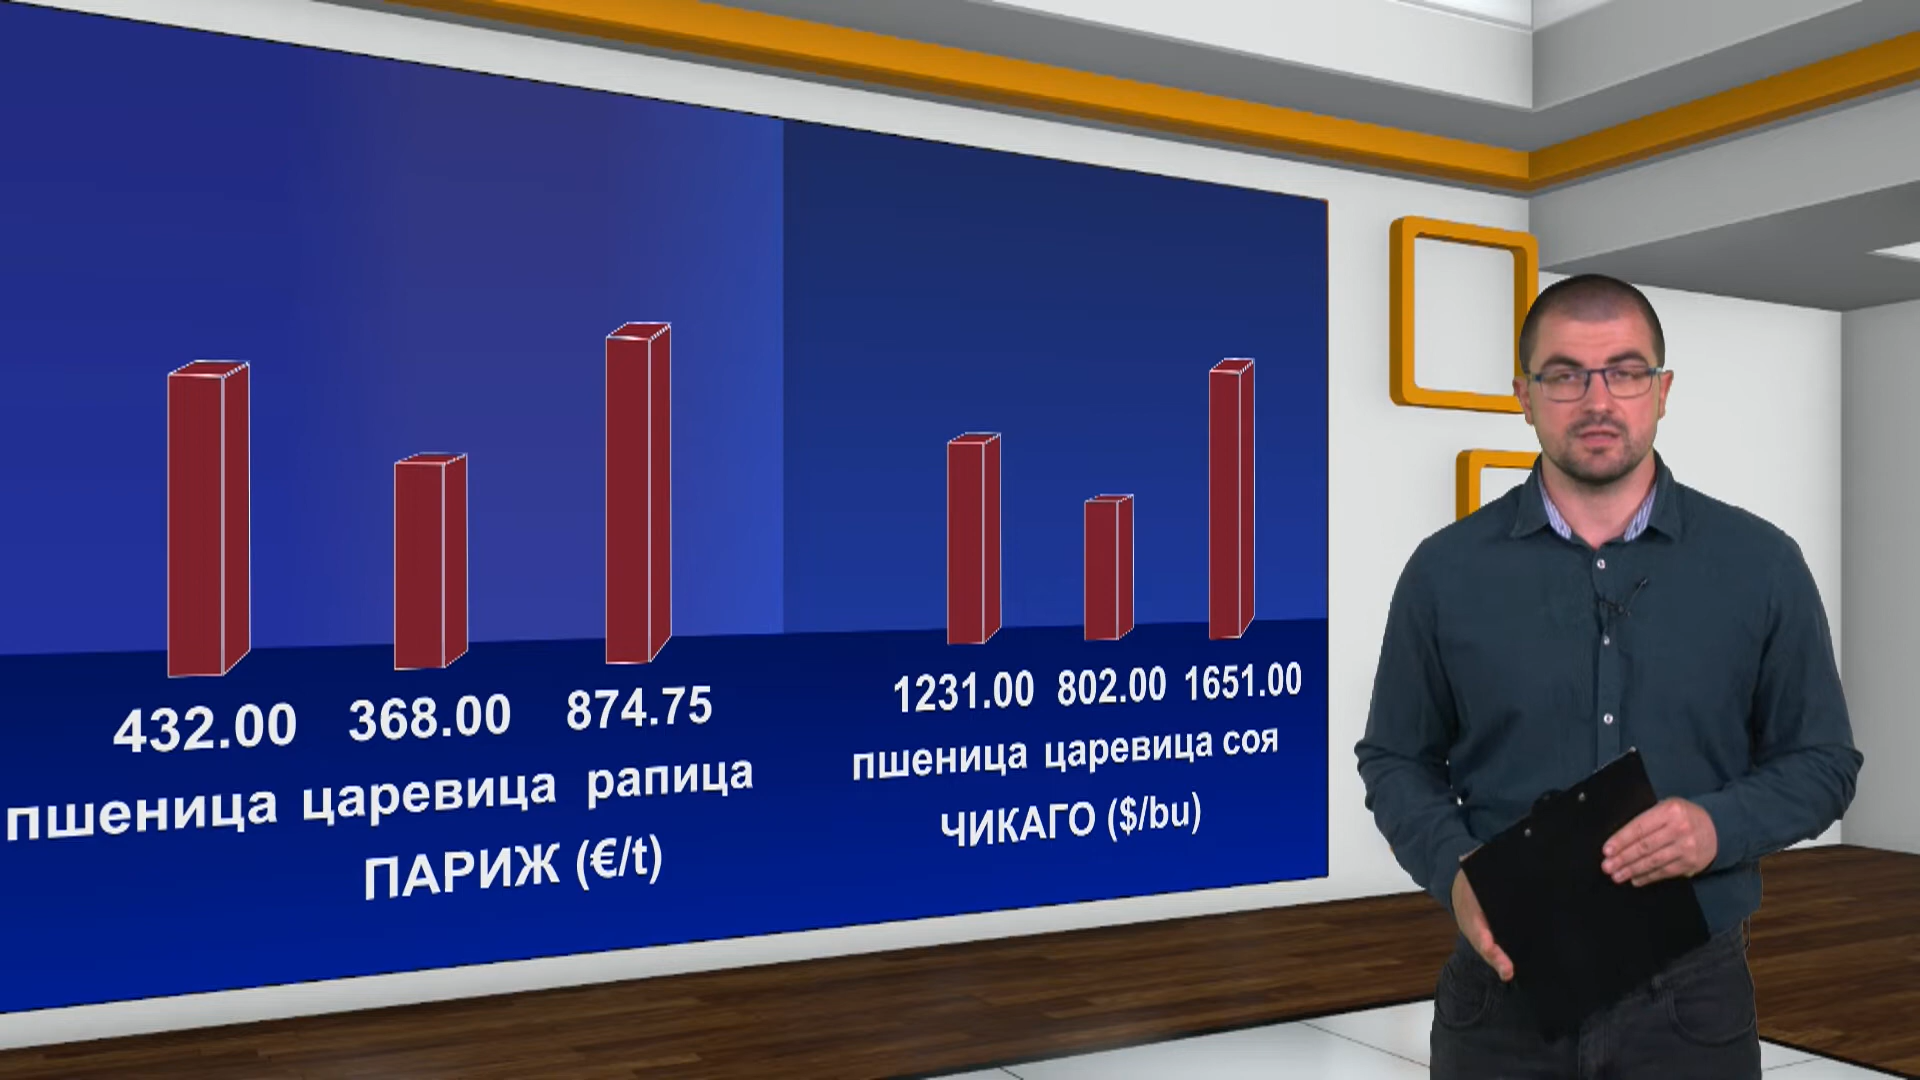 432.00 368.00 874.75
пшеница царевица рапица
ПАРИЖ (€/t)
1231.00 802.00 1651.00
пшеница царевица соя
ЧИКАГО ($/bu)